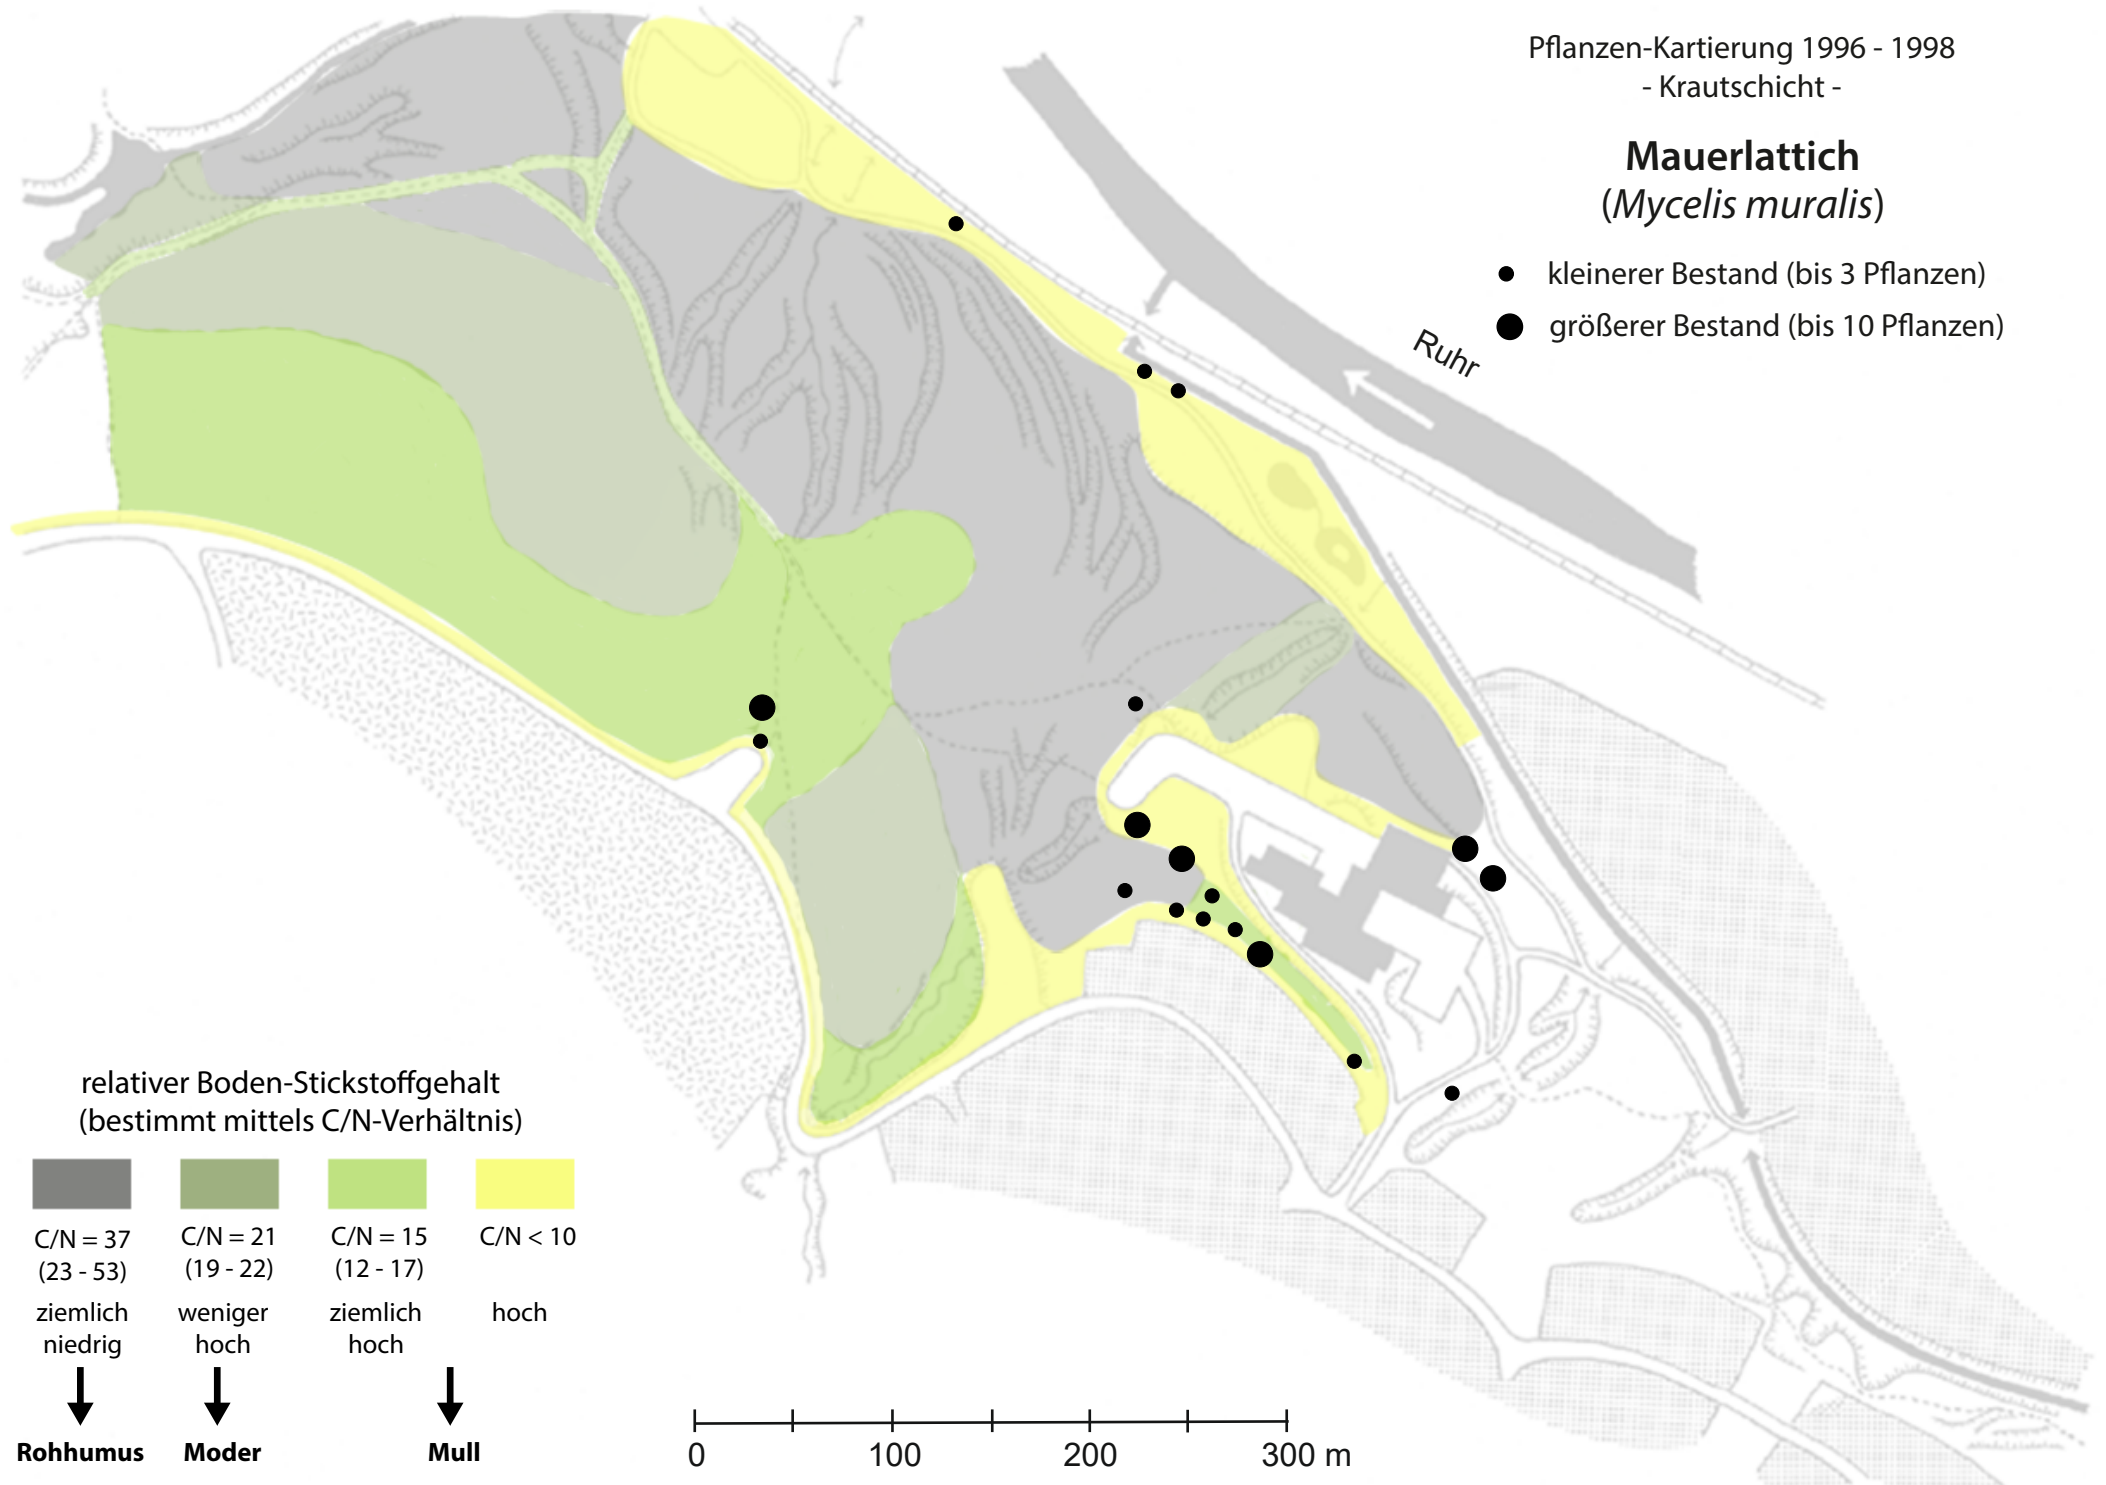 Pflanzen-Kartierung 1996 - 1998
- Krautschicht -
Mauerlattich
(Mycelis muralis)
kleinerer Bestand (bis 3 Pflanzen)
größerer Bestand (bis 10 Pflanzen)
Ruhr
relativer Boden-Stickstoffgehalt
(bestimmt mittels C/N-Verhältnis)
C/N = 37 C/N = 21 C/N = 15 C/N < 10
(23 - 53) (19 - 22) (12 - 17)
ziemlich weniger ziemlich hoch
niedrig hoch hoch
Rohhumus Moder Mull
0 100 200 300 m